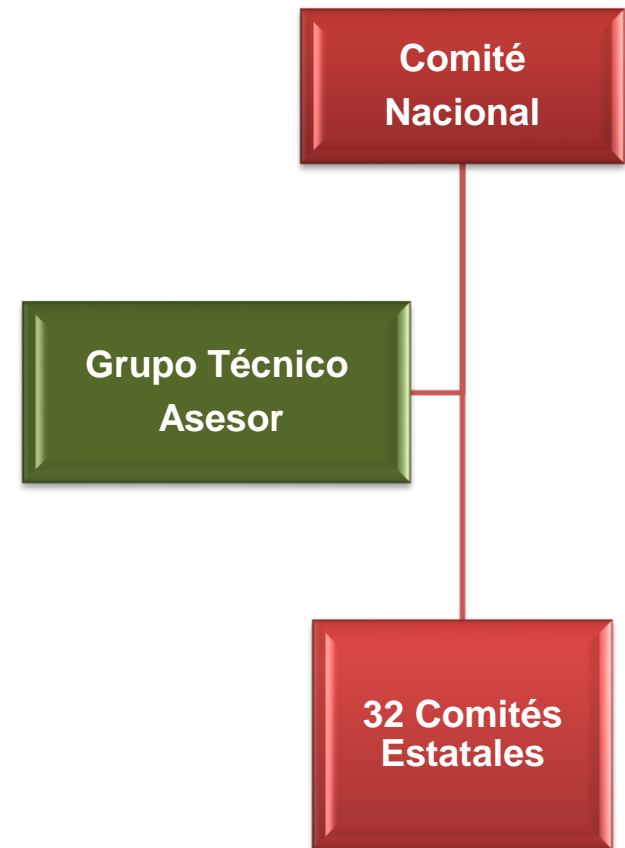 Comité
Nacional
Grupo Técnico
Asesor
32 Comités
Estatales